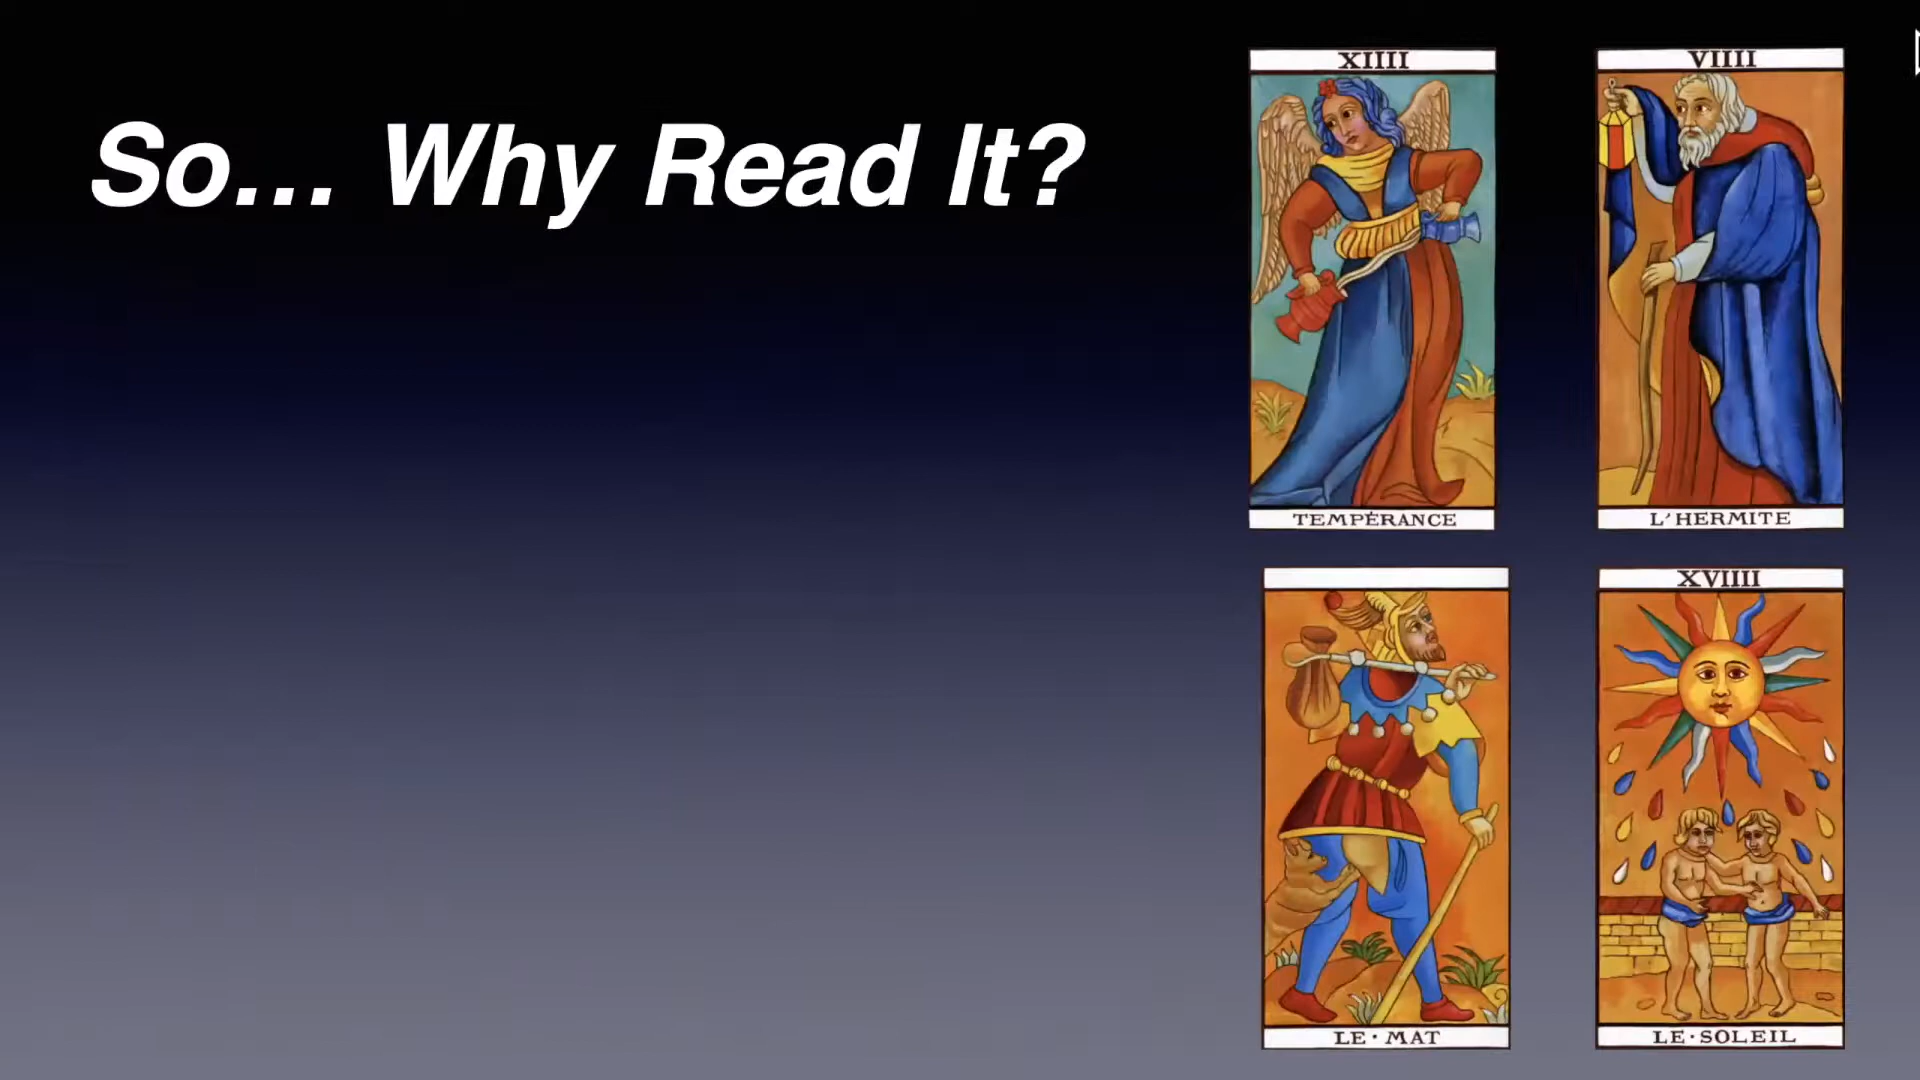 So... Why Read It?
XIIII
TEMPÉRANCE
VIIII
L'HERMITE
LE·MAT
XVIIII
LE·SOLEIL